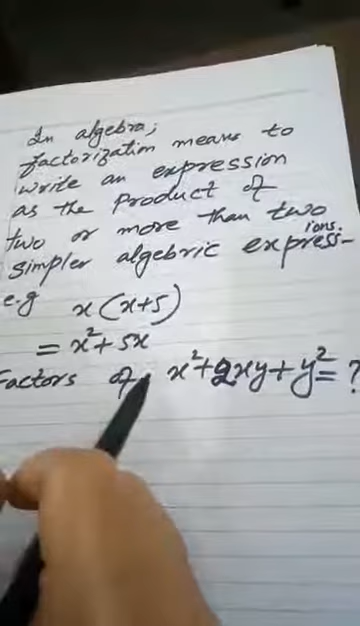 In algebra;
factorization means to
write an expression
as the Product of
two or more than two
simpler algebric expressions.
e.g x(x+5)
= x²+5x
Factors of x²+2xy+y²=?